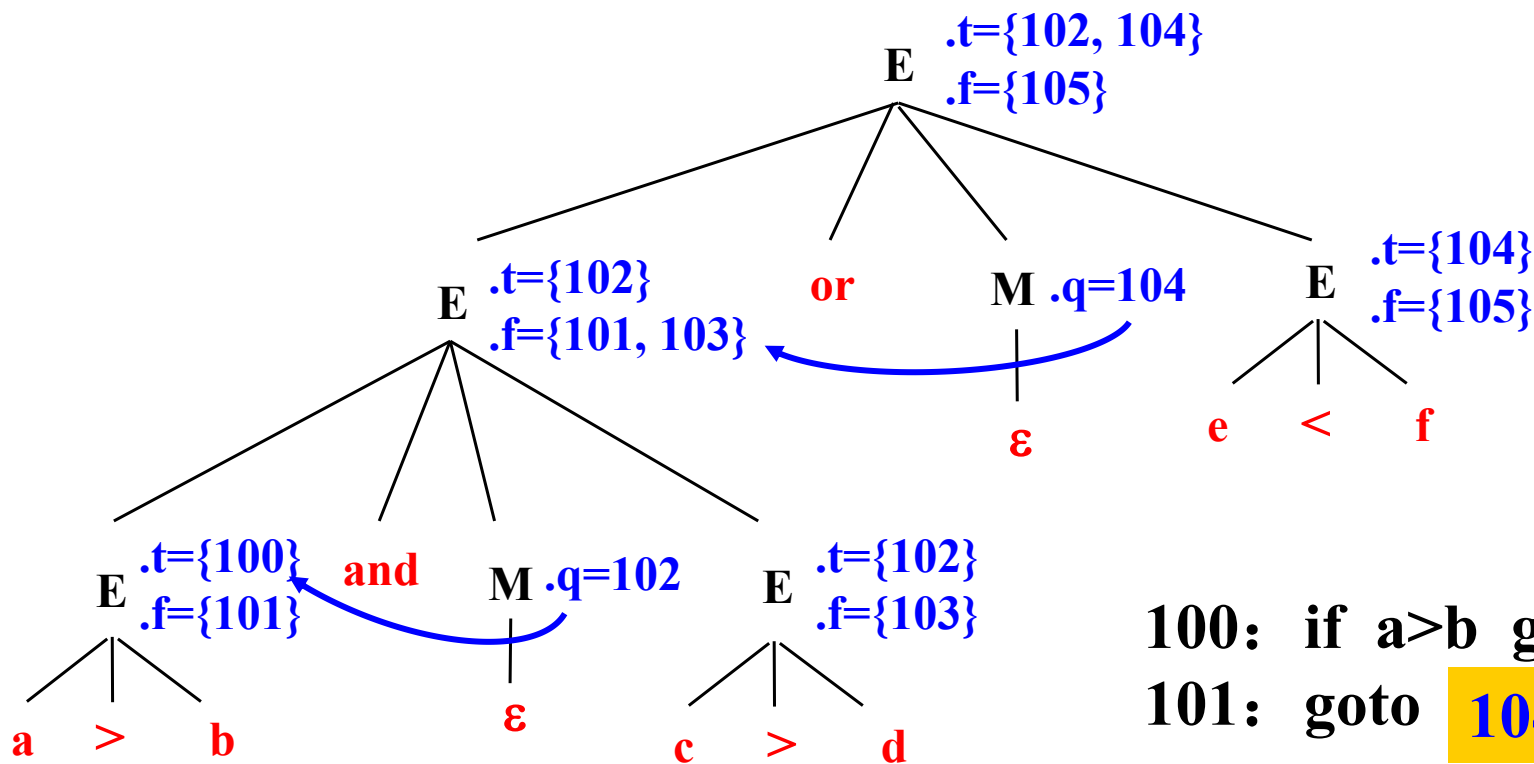 E .t={102, 104}
.f={105}
E .t={102}
.f={101, 103}
or
M .q=104
E .t={104}
.f={105}
ε
e < f
E .t={100}
.f={101}
and
M .q=102
E .t={102}
.f={103}
a > b
ε
c > d
100： if a>b
101： goto